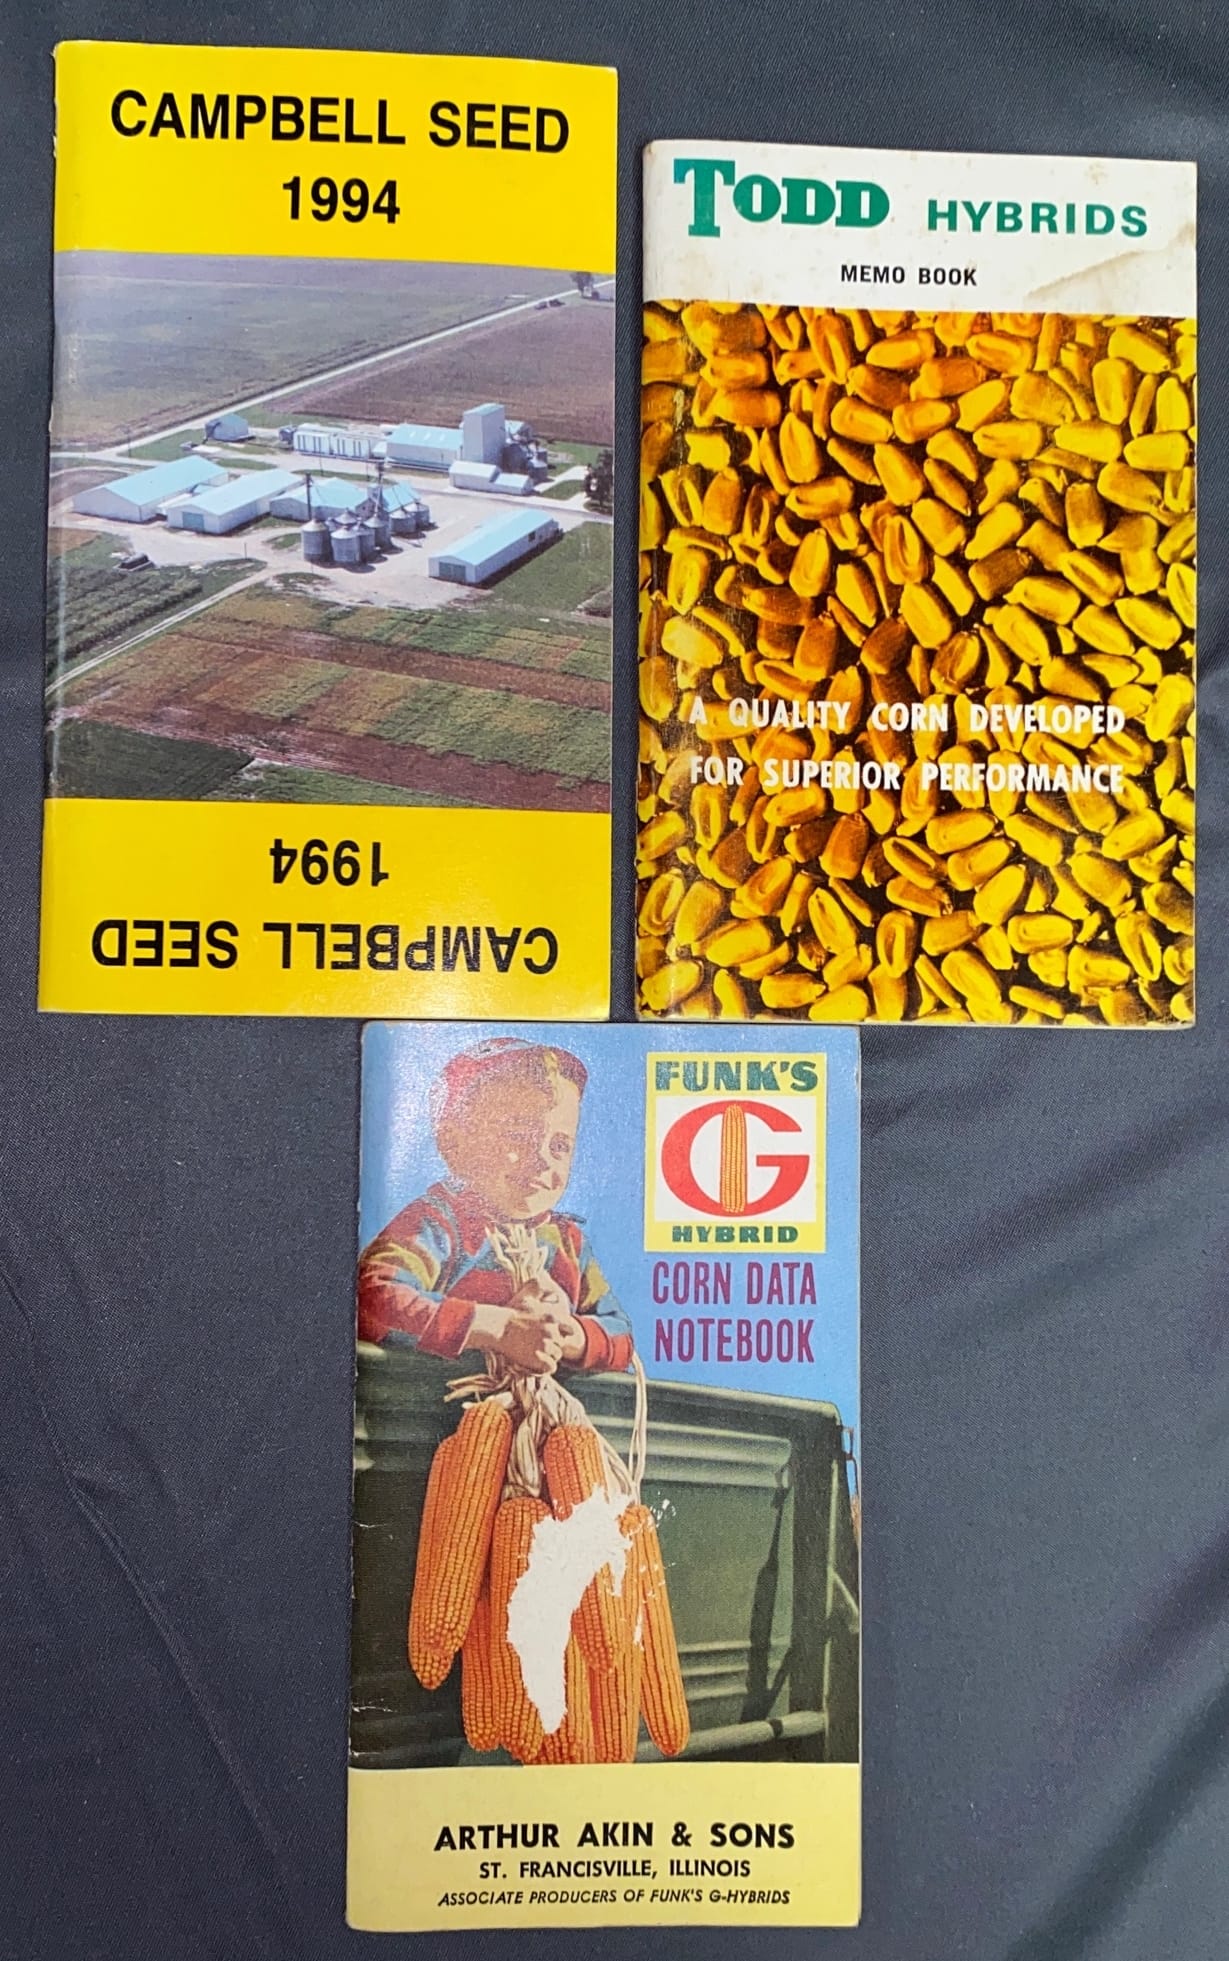 CAMPBELL SEED
1994
1994
CAMPBELL SEED
TODD HYBRIDS
MEMO BOOK
A QUALITY CORN DEVELOPED
FOR SUPERIOR PERFORMANCE
FUNK'S
G
HYBRID
CORN DATA
NOTEBOOK
ARTHUR AKIN & SONS
ST. FRANCISVILLE, ILLINOIS
ASSOCIATE PRODUCERS OF FUNK'S G-HYBRIDS